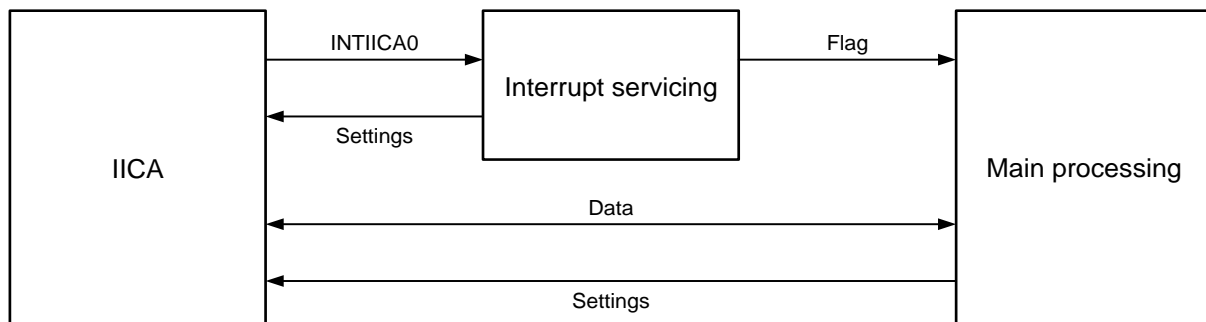 INTIICA0
Flag
Interrupt servicing
Settings
IICA
Main processing
Data
Settings